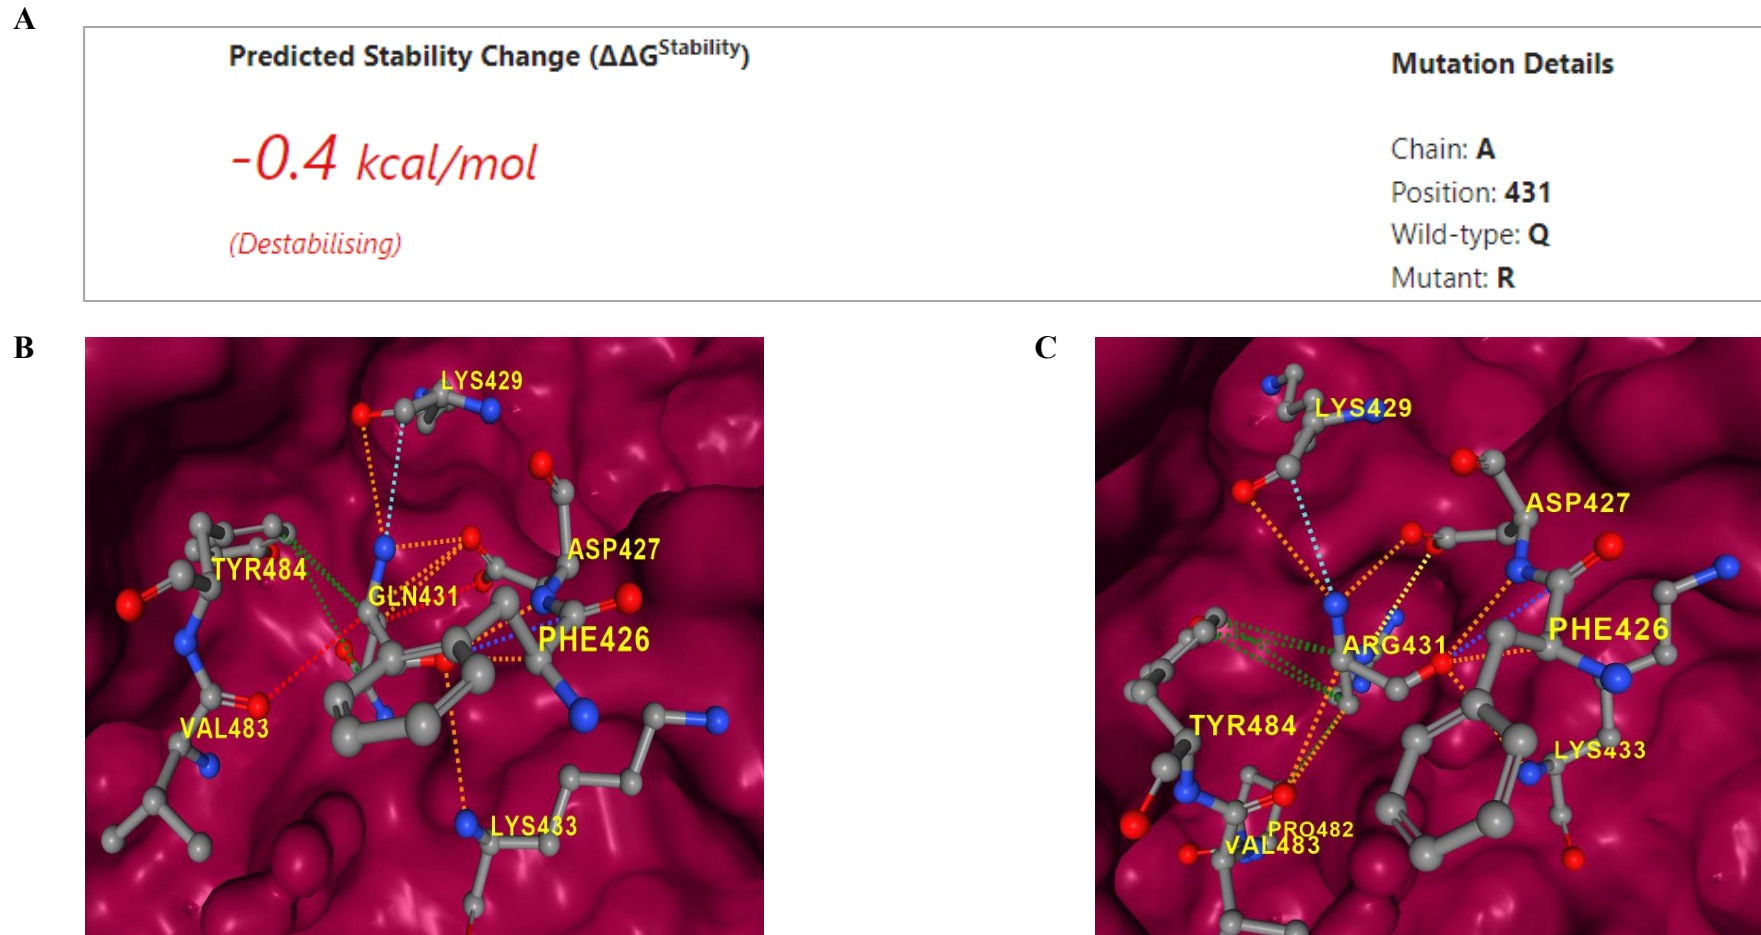 A
Predicted Stability Change (ΔΔG^Stability)
-0.4 kcal/mol
(Destabilising)
Mutation Details
Chain: A
Position: 431
Wild-type: Q
Mutant: R
B
LYS429
ASP427
TYR484
GLN431
PHE426
VAL483
LYS433
C
LYS429
ASP427
PHE426
ARG431
TYR484
LYS433
PRO482
VAL483